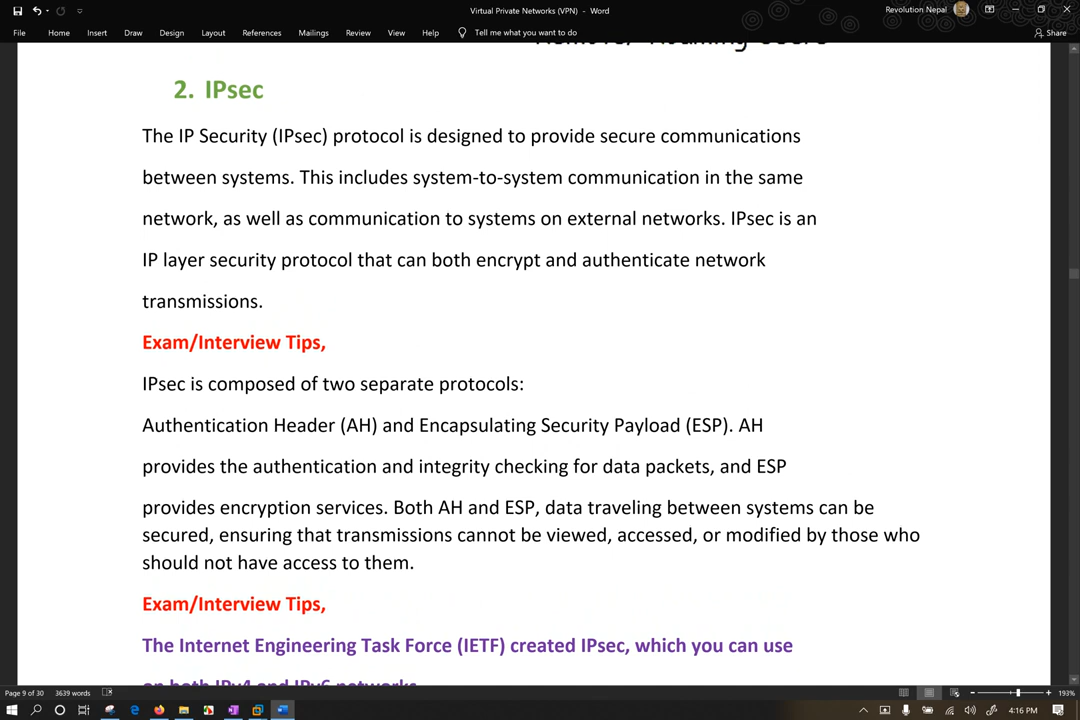 Virtual Private Networks (VPN) - Word
Revolution Nepal
File Home Insert Draw Design Layout References Mailings Review View Help Tell me what you want to do
Share
2. IPsec
The IP Security (IPsec) protocol is designed to provide secure communications
between systems. This includes system-to-system communication in the same
network, as well as communication to systems on external networks. IPsec is an
IP layer security protocol that can both encrypt and authenticate network
transmissions.
Exam/Interview Tips,
IPsec is composed of two separate protocols:
Authentication Header (AH) and Encapsulating Security Payload (ESP). AH
provides the authentication and integrity checking for data packets, and ESP
provides encryption services. Both AH and ESP, data traveling between systems can be
secured, ensuring that transmissions cannot be viewed, accessed, or modified by those who
should not have access to them.
Exam/Interview Tips,
The Internet Engineering Task Force (IETF) created IPsec, which you can use
on both IPv4 and IPv6 networks
Page 9 of 30 3639 words
193%
4:16 PM